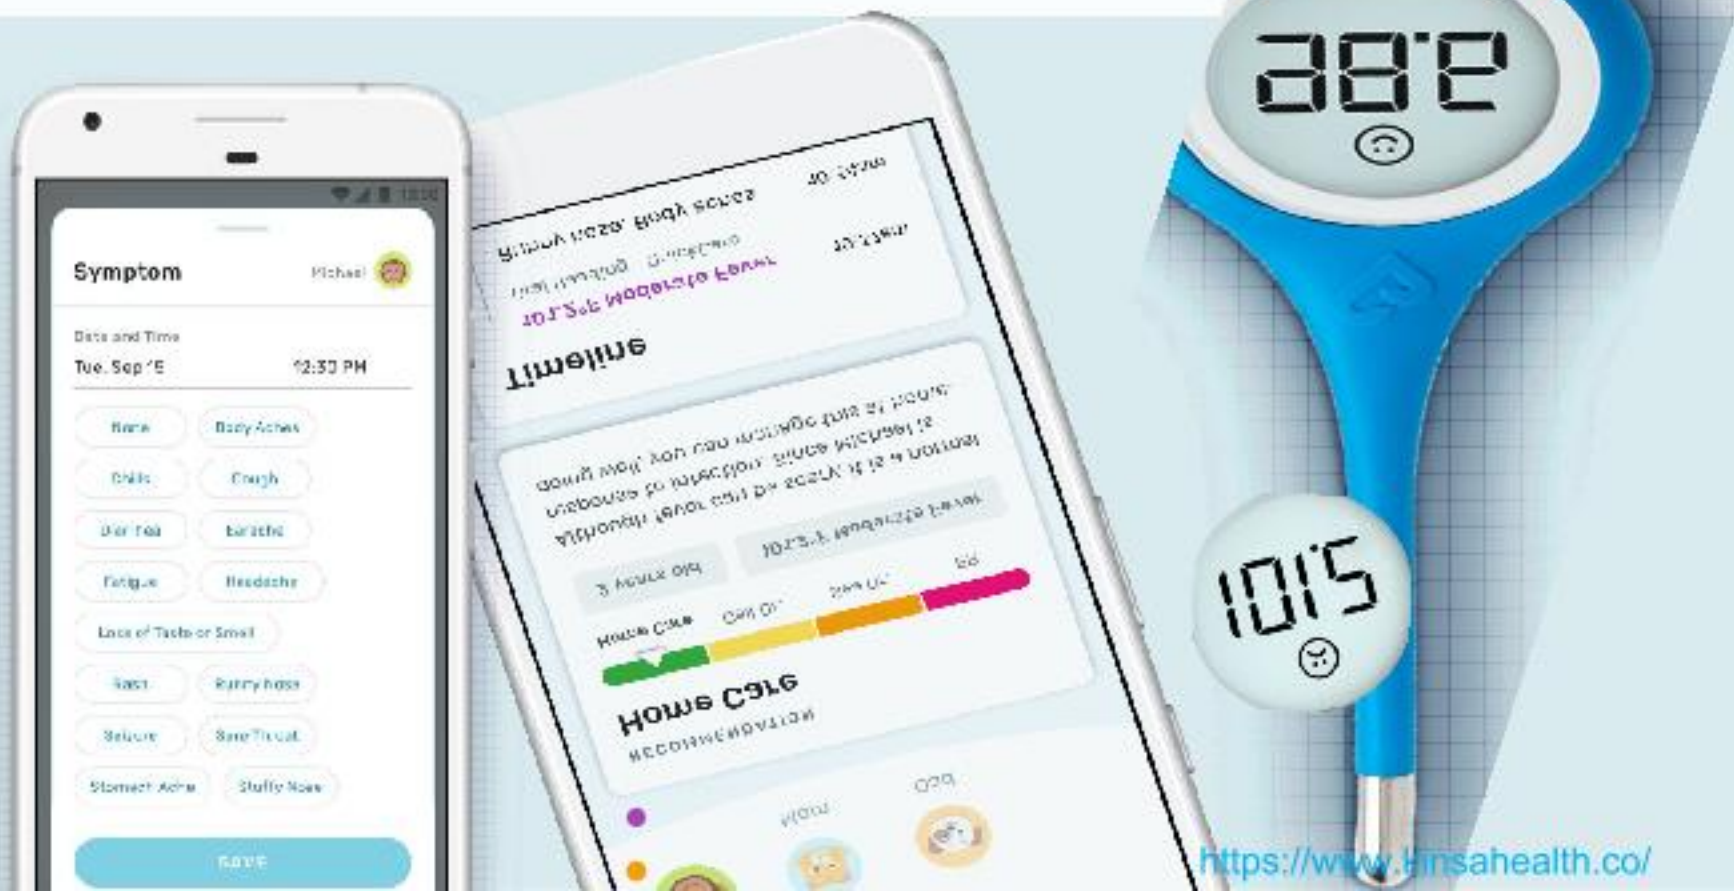 Symptom
Michael
Date and Time
Tue, Sep 15
12:30 PM
None
Body Aches
Chills
Cough
Diarrhea
Earache
Fatigue
Headache
Loss of Taste or Smell
Rash
Runny Nose
Seizure
Sore Throat
Stomach Ache
Stuffy Nose
SAVE
Mom
Dad
RECOMMENDATION
Home Care
Home Care
Call Dr.
See Dr.
ER
101.2°F Moderate Fever
Although fever can be scary, it is a normal
response to infection. Since Michael is
doing well, you can manage this at home.
Timeline
101.2°F Moderate Fever
Runny nose, Body aches
98.6
101.2
https://www.kinsahealth.co/